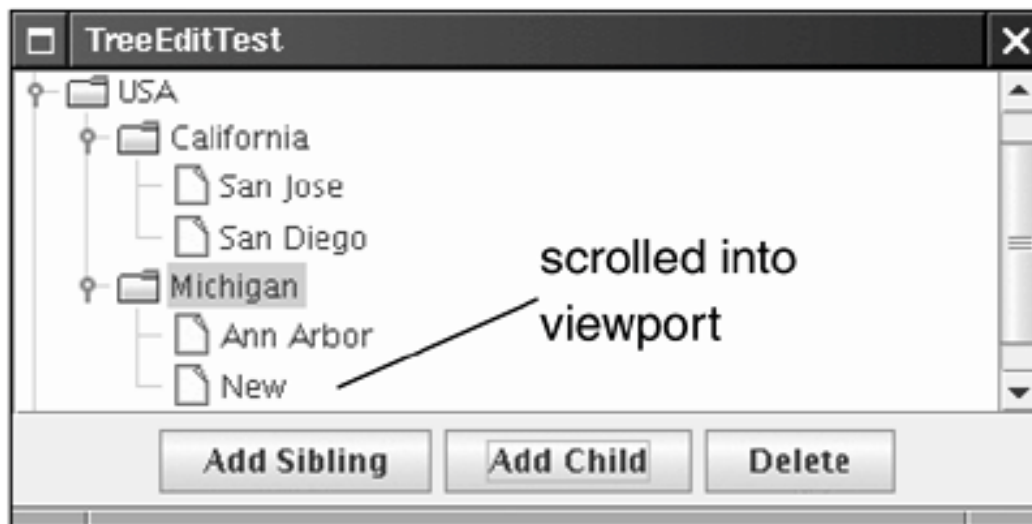 TreeEditTest
USA
California
San Jose
San Diego
Michigan
Ann Arbor
New
scrolled into
viewport
Add Sibling
Add Child
Delete